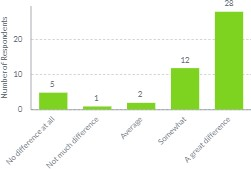 28
Number of Respondents
20
12
10
5
1
2
0
No difference at all
Not much difference
Average
Somewhat
A great difference